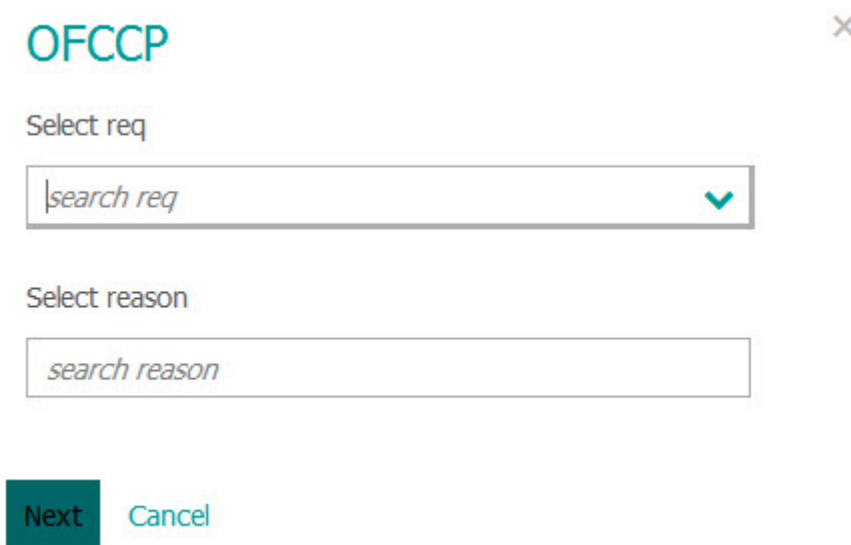 OFCCP
Select req
search req
Select reason
search reason
Next Cancel